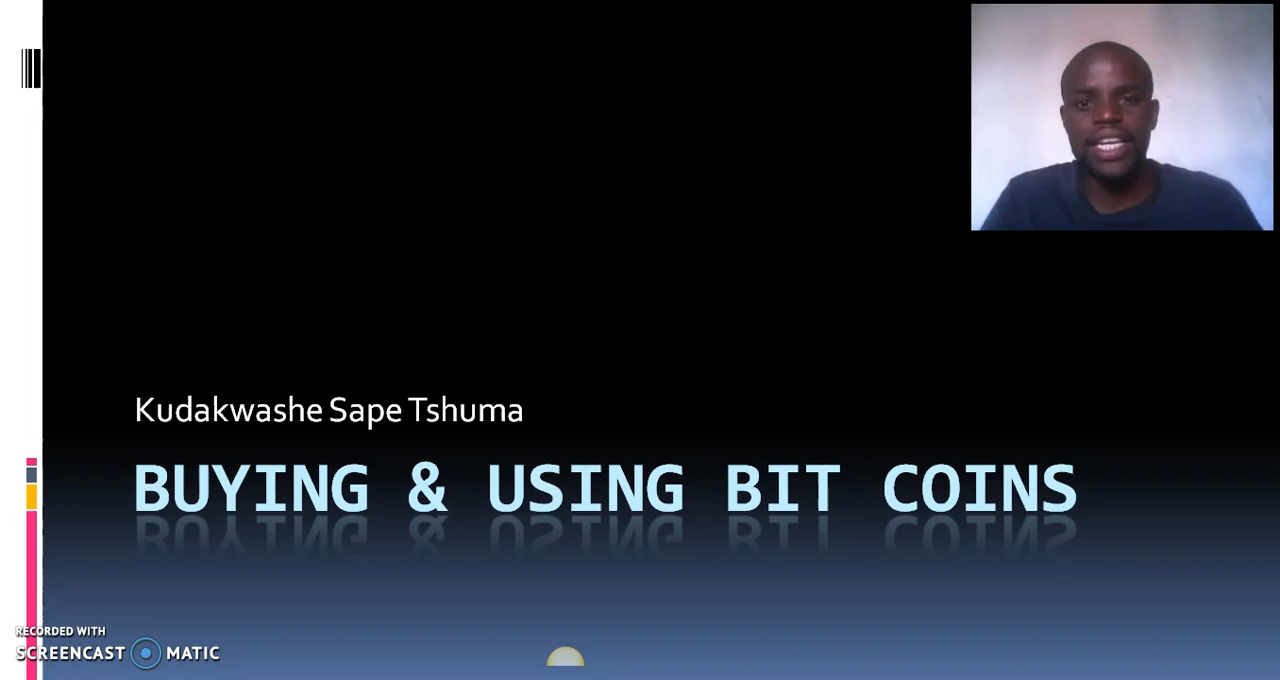 Kudakwashe Sape Tshuma
BUYING & USING BIT COINS
RECORDED WITH
SCREENCAST MATIC